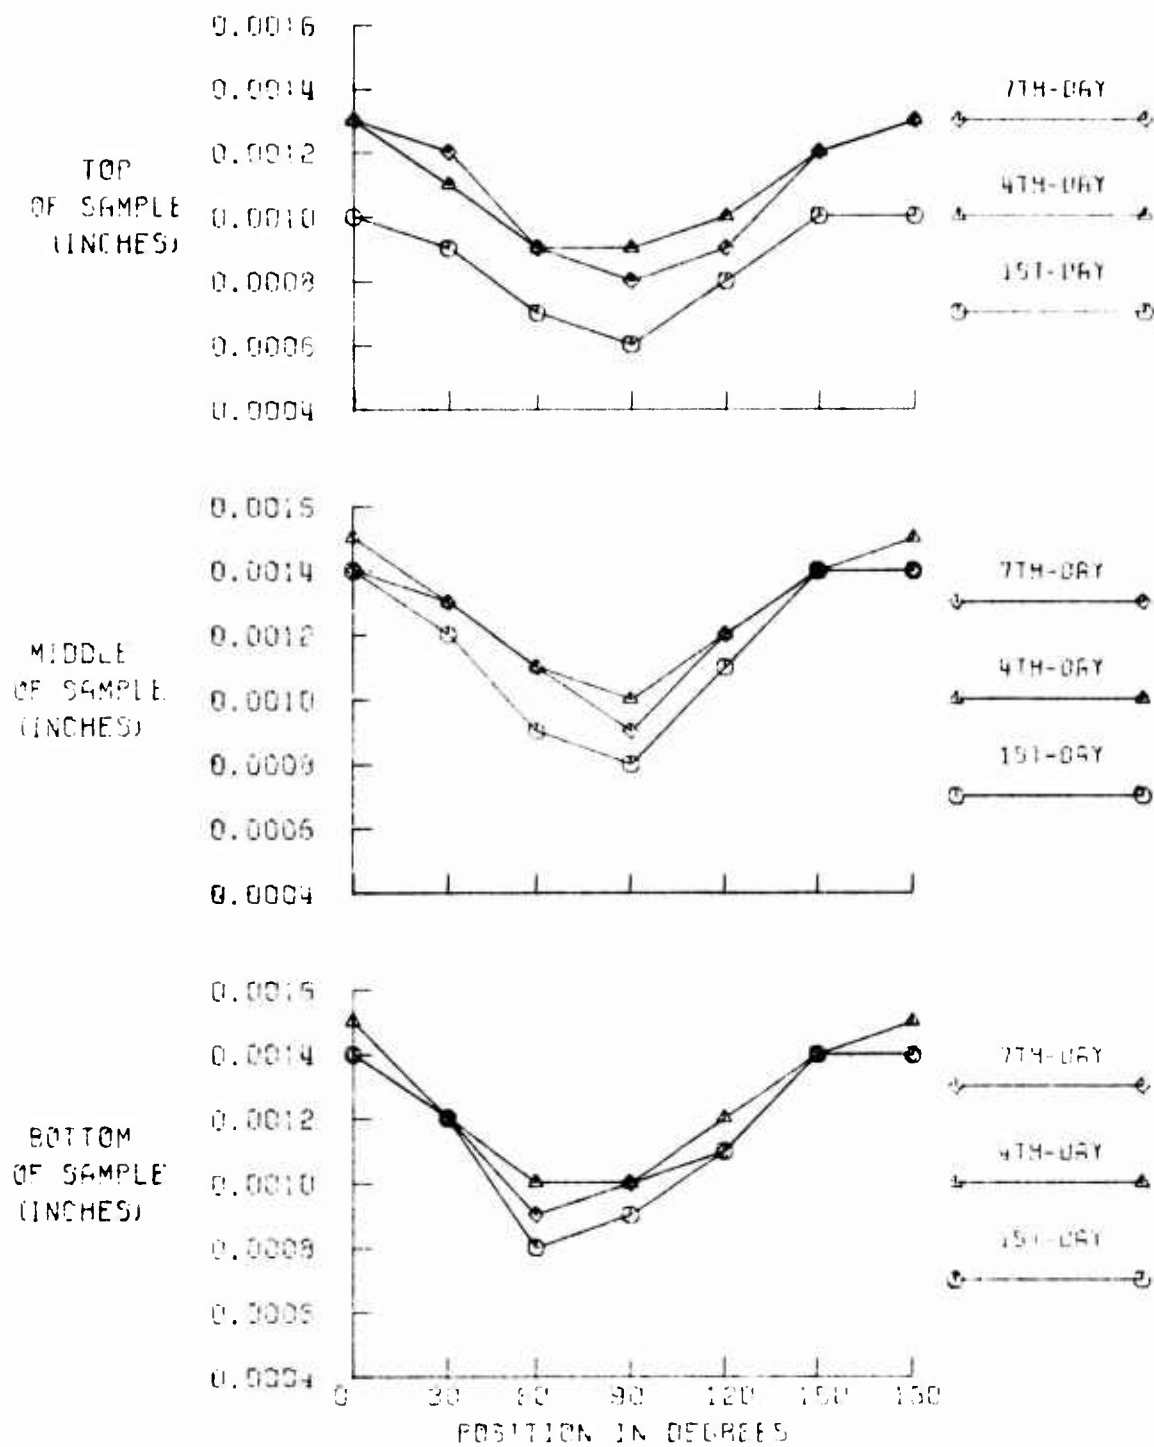 0.0016
0.0014
0.0012
0.0010
0.0008
0.0006
0.0004
TOP
OF SAMPLE
(INCHES)
7TH-DAY
4TH-DAY
1ST-DAY
0.0016
0.0014
0.0012
0.0010
0.0008
0.0006
0.0004
MIDDLE
OF SAMPLE
(INCHES)
7TH-DAY
4TH-DAY
1ST-DAY
0.0016
0.0014
0.0012
0.0010
0.0008
0.0006
0.0004
BOTTOM
OF SAMPLE
(INCHES)
7TH-DAY
4TH-DAY
1ST-DAY
0 30 60 90 120 150 180
POSITION IN DEGREES